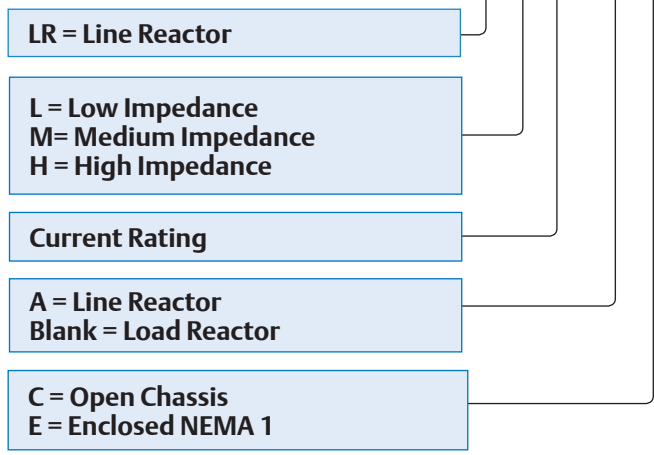 LR = Line Reactor
L = Low Impedance
M= Medium Impedance
H = High Impedance
Current Rating
A = Line Reactor
Blank = Load Reactor
C = Open Chassis
E = Enclosed NEMA 1